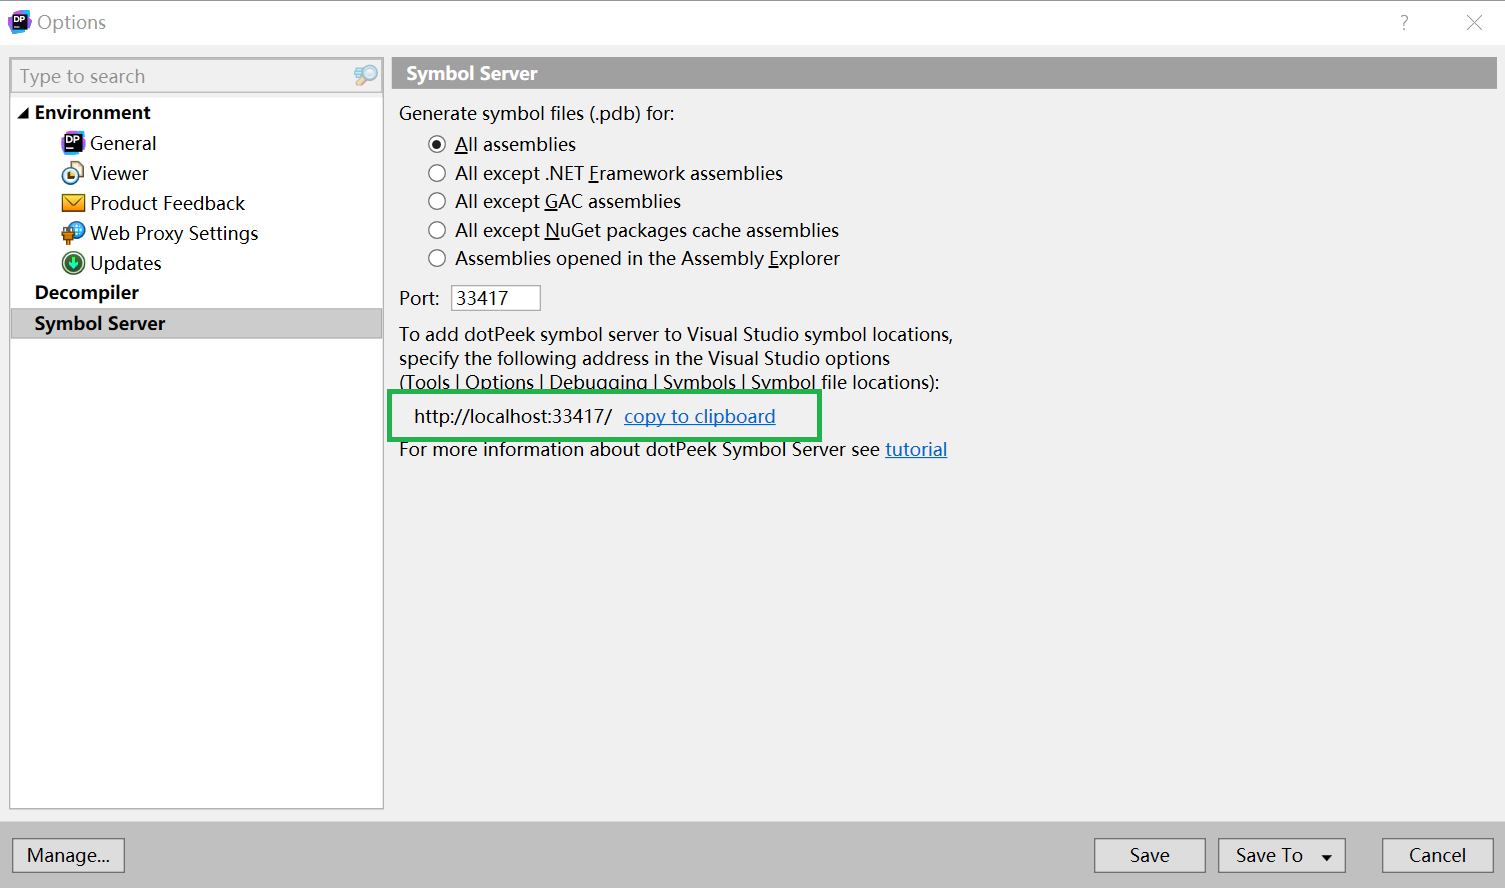 DP Options ?
Type to search
Environment
DP General
Viewer
Product Feedback
Web Proxy Settings
Updates
Decompiler
Symbol Server
Symbol Server
Generate symbol files (.pdb) for:
All assemblies
All except .NET Framework assemblies
All except GAC assemblies
All except NuGet packages cache assemblies
Assemblies opened in the Assembly Explorer
Port: 33417
To add dotPeek symbol server to Visual Studio symbol locations,
specify the following address in the Visual Studio options
(Tools | Options | Debugging | Symbols | Symbol file locations):
http://localhost:33417/ copy to clipboard
For more information about dotPeek Symbol Server see tutorial
Manage... Save Save To Cancel